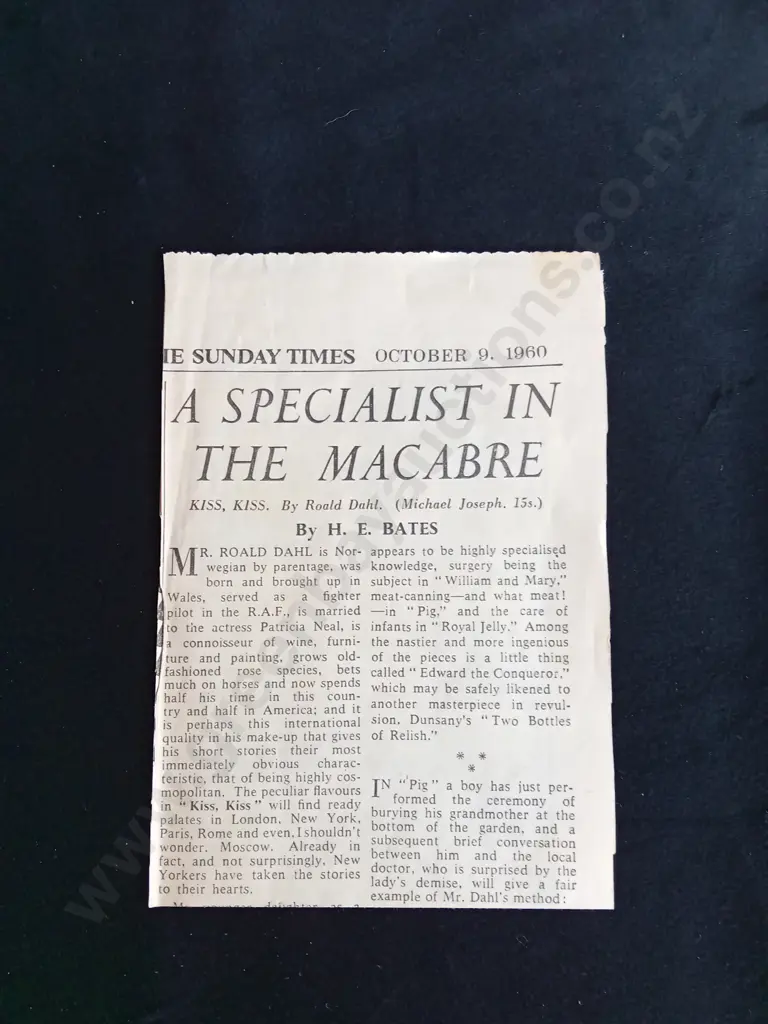 THE SUNDAY TIMES OCTOBER 9. 1960
A SPECIALIST IN
THE MACABRE
KISS, KISS. By Roald Dahl. (Michael Joseph. 15s.)
By H. E. BATES
MR. ROALD DAHL is Nor-
wegian by parentage, was
born and brought up in
Wales, served as a fighter
pilot in the R.A.F., is married
to the actress Patricia Neal, is
a connoisseur of wine, furni-
ture and painting, grows old-
fashioned rose species, bets
much on horses and now spends
half his time in this coun-
try and half in America; and it
is perhaps this international
quality in his make-up that gives
his short stories their most
immediately obvious charac-
teristic, that of being highly cos-
mopolitan. The peculiar flavours
in "Kiss, Kiss" will find ready
palates in London, New York,
Paris, Rome and even, I shouldn't
wonder, Moscow. Already in
fact, and not surprisingly, New
Yorkers have taken the stories
to their hearts.
appears to be highly specialised
knowledge, surgery being the
subject in "William and Mary,"
meat-canning—and what meat!
—in "Pig," and the care of
infants in "Royal Jelly." Among
the nastier and more ingenious
of the pieces is a little thing
called "Edward the Conqueror,"
which may be safely likened to
another masterpiece in revul-
sion, Dunsany's "Two Bottles
of Relish."
* * *
IN "Pig" a boy has just per-
formed the ceremony of
burying his grandmother at the
bottom of the garden, and a
subsequent brief conversation
between him and the local
doctor, who is surprised by the
lady's demise, will give a fair
example of Mr. Dahl's method: